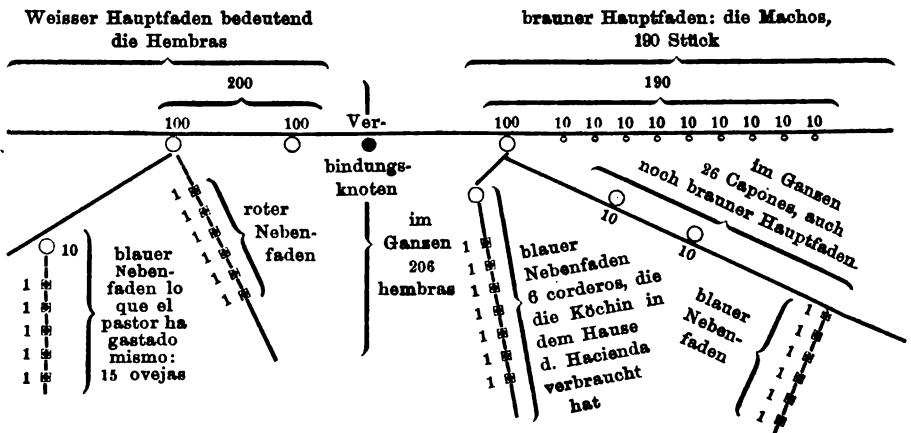 Weisser Hauptfaden bedeutend
die Hembras
brauner Hauptfaden: die Machos,
190 Stück
200
190
100
100
Ver-
bindungs-
knoten
100
10 10 10 10 10 10 10 10 10
1
1
1
1
1
1
roter
Neben-
faden
im
Ganzen
206
hembras
10
1
1
1
1
1
blauer
Neben-
faden lo
que el
pastor ha
gastado
mismo:
15 ovejas
1
1
1
1
1
1
1
blauer
Nebenfaden
6 corderos, die
die Köchin in
dem Hause
d. Hacienda
verbraucht
hat
10
10
im Ganzen
26 Capones, auch
noch brauner Hauptfaden
blauer
Neben-
faden
1
1
1
1
1
1